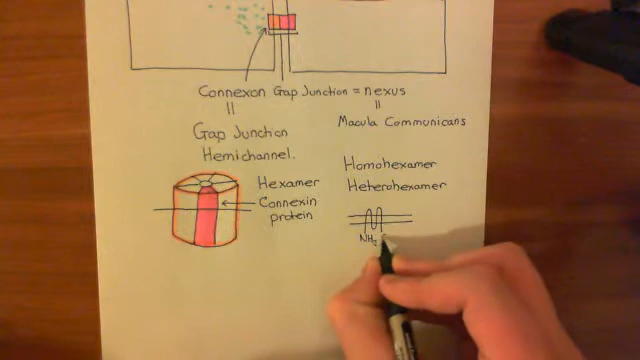 Connexon Gap Junction = nexus
Gap Junction
Hemichannel.
Macula Communicans
Hexamer
Connexin
protein
Homohexamer
Heterohexamer
NH2